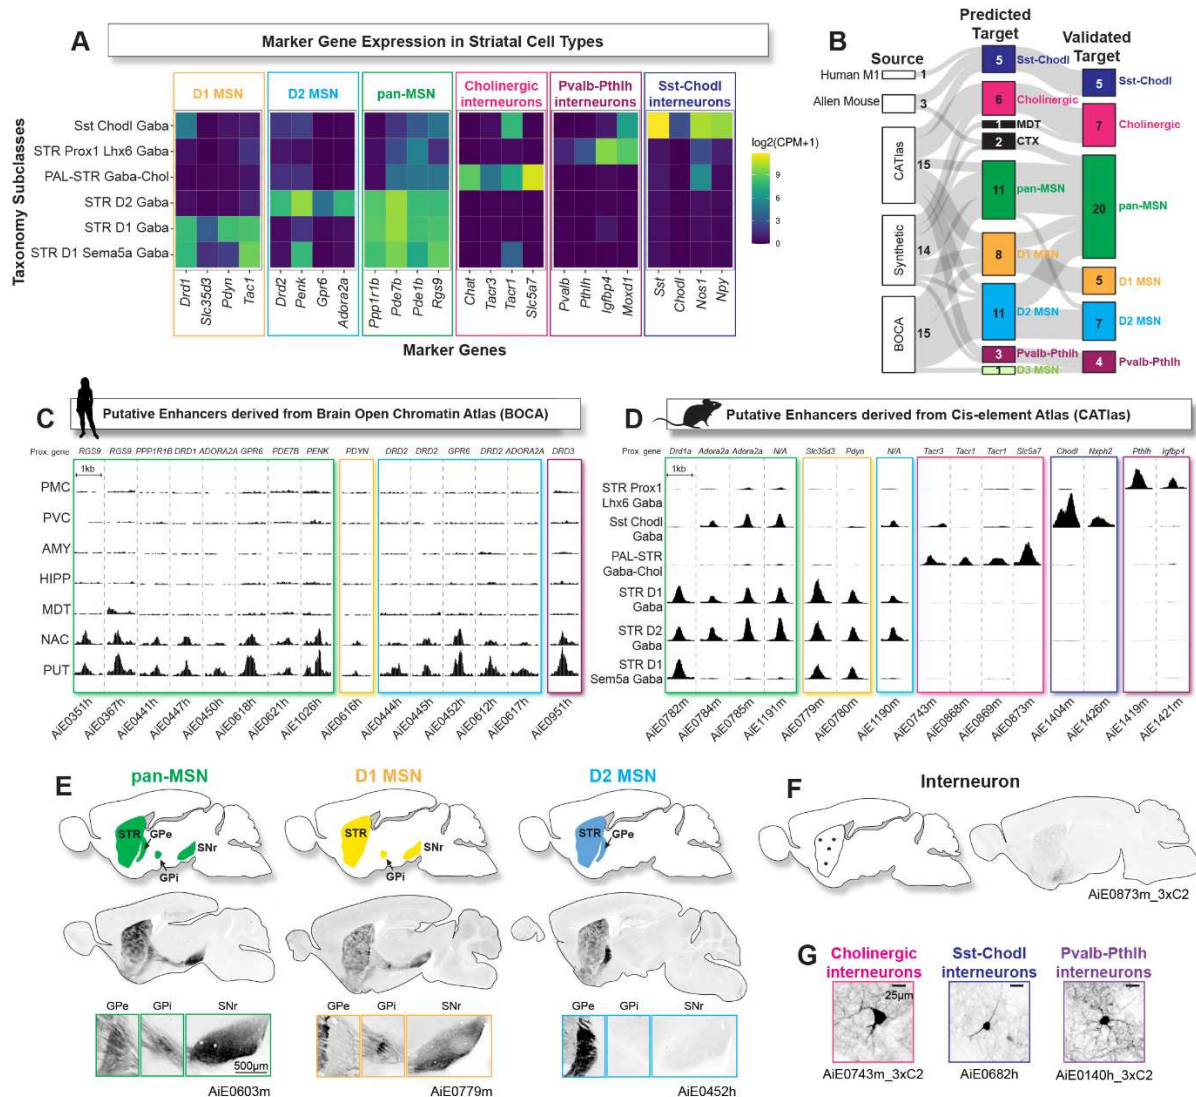 A
Marker Gene Expression in Striatal Cell Types
D1 MSN
D2 MSN
pan-MSN
Cholinergic
interneurons
Pvalb-Pthlh
interneurons
Sst-Chodl
interneurons
Taxonomy Subclasses
Sst Chodl Gaba
STR Prox1 Lhx6 Gaba
PAL-STR Gaba-Chol
STR D2 Gaba
STR D1 Gaba
STR D1 Sema5a Gaba
log2(CPM+1)
9
6
3
0
Drd1
Slc35d3
Pdyn
Tac1
Drd2
Penk
Gpr6
Adora2a
Ppp1r1b
Pde7b
Pde1b
Rgs9
Chat
Tacr3
Tacr1
Slc5a7
Pvalb
Pthlh
Igfbp4
Moxd1
Sst
Chodl
Nos1
Npy
Marker Genes
B
Source
Predicted
Target
Validated
Target
Human M1
1
Allen Mouse
3
CATlas
15
Synthetic
14
BOCA
15
5
Sst-Chodl
6
Cholinergic
1
MDT
2
CTX
11
pan-MSN
8
D1 MSN
11
D2 MSN
3
Pvalb-Pthlh
1
D3 MSN
5
Sst-Chodl
7
Cholinergic
20
pan-MSN
5
D1 MSN
7
D2 MSN
4
Pvalb-Pthlh
C
Putative Enhancers derived from Brain Open Chromatin Atlas (BOCA)
Prox. gene
RGS9
RGS9
PPP1R1B
DRD1
ADORA2A
GPR6
PDE7B
PENK
PDYN
DRD2
DRD2
GPR6
DRD2
ADORA2A
DRD3
1kb
PMC
PVC
AMY
HIPP
MDT
NAC
PUT
AiE0351h
AiE0367h
AiE0441h
AiE0447h
AiE0450h
AiE0618h
AiE0621h
AiE1026h
AiE0616h
AiE0444h
AiE0445h
AiE0452h
AiE0612h
AiE0617h
AiE0951h
D
Putative Enhancers derived from Cis-element Atlas (CATlas)
Prox. gene
Drd1a
Adora2a
Adora2a
N/A
Slc35d3
Pdyn
N/A
Tacr3
Tacr1
Tacr1
Slc5a7
Chodl
Nxph2
Pthlh
Igfbp4
1kb
STR Prox1
Lhx6 Gaba
Sst Chodl
Gaba
PAL-STR
Gaba-Chol
STR D1
Gaba
STR D2
Gaba
STR D1
Sem5a Gaba
AiE0782m
AiE0784m
AiE0785m
AiE1191m
AiE0779m
AiE0780m
AiE1190m
AiE0743m
AiE0868m
AiE0869m
AiE0873m
AiE1404m
AiE1426m
AiE1419m
AiE1421m
E
pan-MSN
D1 MSN
D2 MSN
STR
GPe
SNr
GPi
STR
SNr
GPi
STR
GPe
GPe
GPi
SNr
500µm
AiE0603m
GPe
GPi
SNr
AiE0779m
GPe
GPi
SNr
AiE0452h
F
Interneuron
AiE0873m_3xC2
G
Cholinergic
interneurons
Sst-Chodl
interneurons
Pvalb-Pthlh
interneurons
25µm
AiE0743m_3xC2
AiE0682h
AiE0140h_3xC2